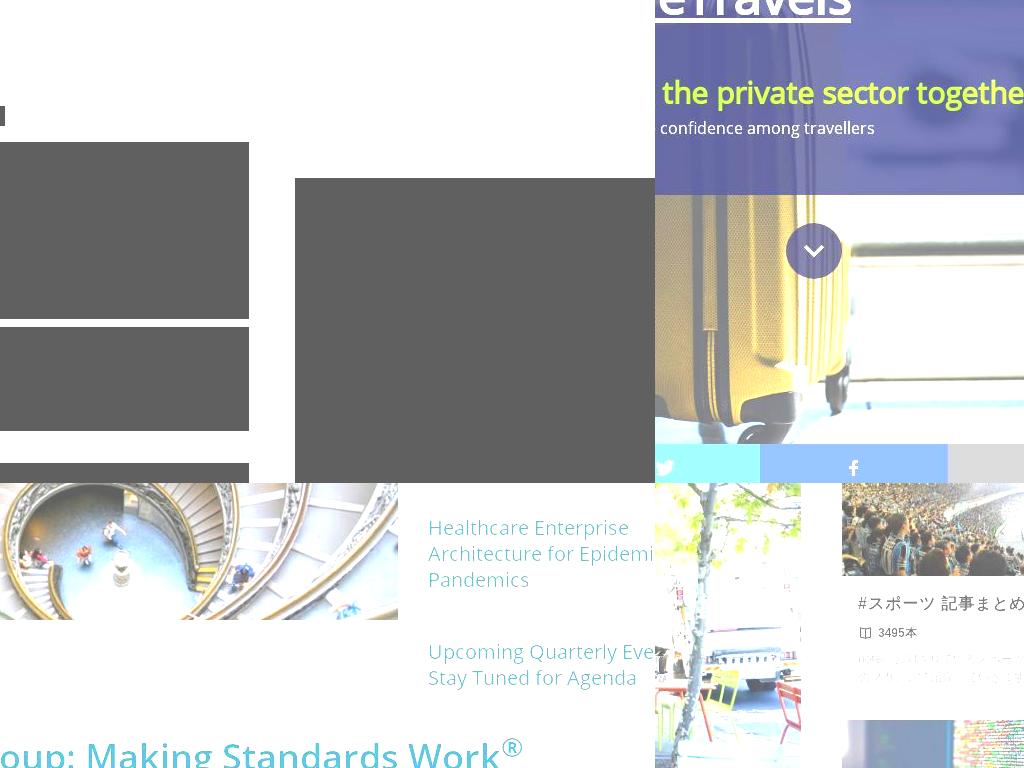 eTravels
the private sector togethe
confidence among travellers
Healthcare Enterprise
Architecture for Epidemi
Pandemics
Upcoming Quarterly Eve
Stay Tuned for Agenda
oup: Making Standards Work®
#スポーツ 記事まとめ
3495本